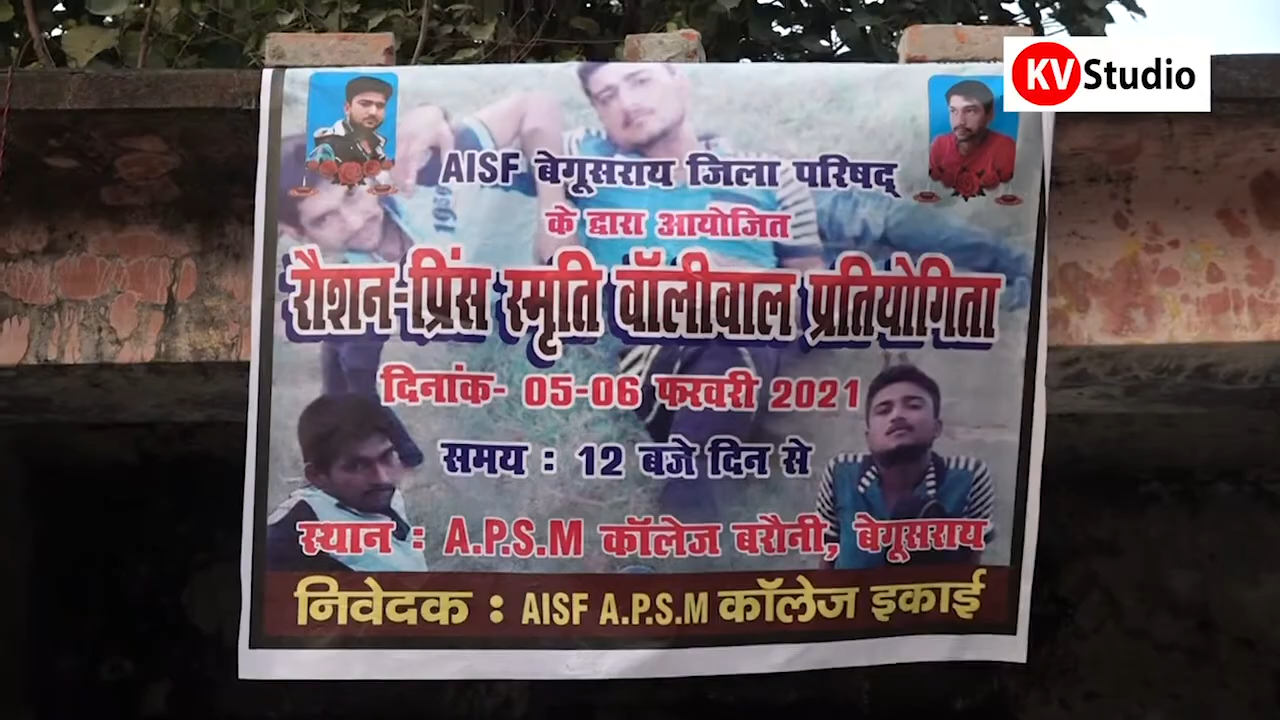 KV Studio
AISF बेगूसराय जिला परिषद्
के द्वारा आयोजित
रौशन-प्रिंस स्मृति वॉलीवाल प्रतियोगिता
दिनांक- 05-06 फरवरी 2021
समय : 12 बजे दिन से
स्थान : A.P.S.M कॉलेज बरौनी, बेगूसराय
निवेदक : AISF A.P.S.M कॉलेज इकाई